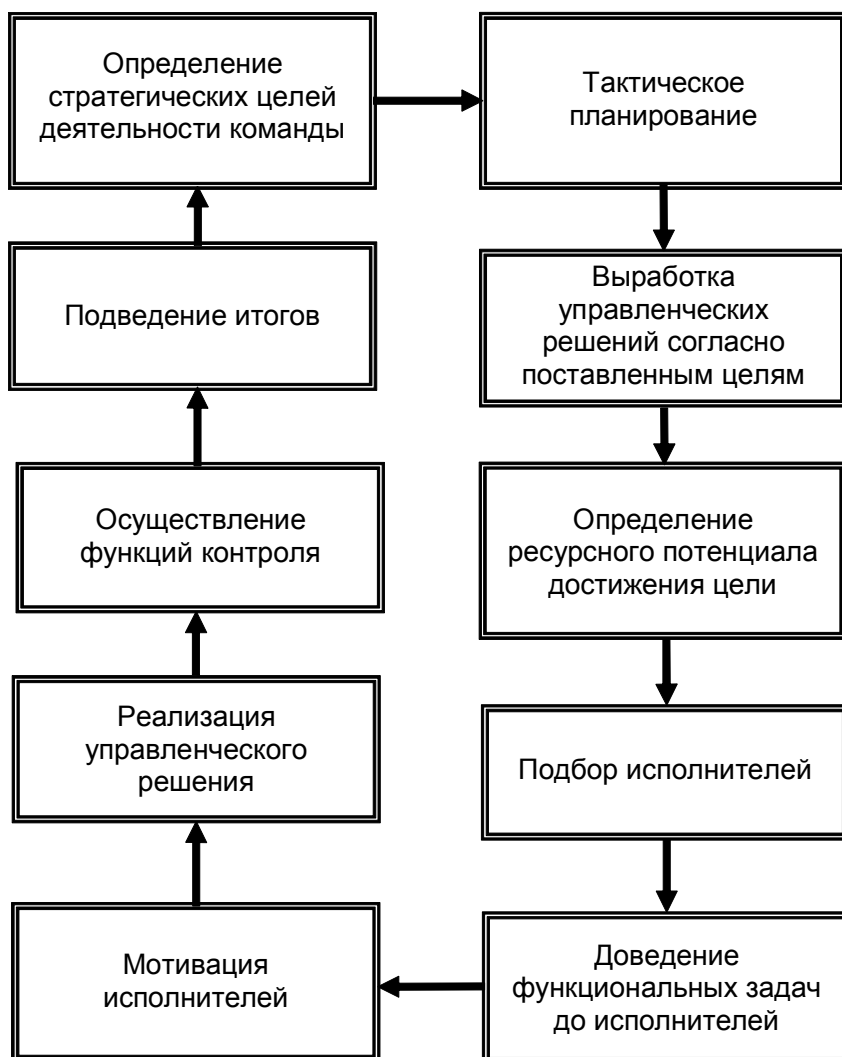 Определение
стратегических целей
деятельности команды
Тактическое
планирование
Выработка
управленческих
решений согласно
поставленным целям
Определение
ресурсного потенциала
достижения цели
Подбор исполнителей
Доведение
функциональных задач
до исполнителей
Мотивация
исполнителей
Реализация
управленческого
решения
Осуществление
функций контроля
Подведение итогов